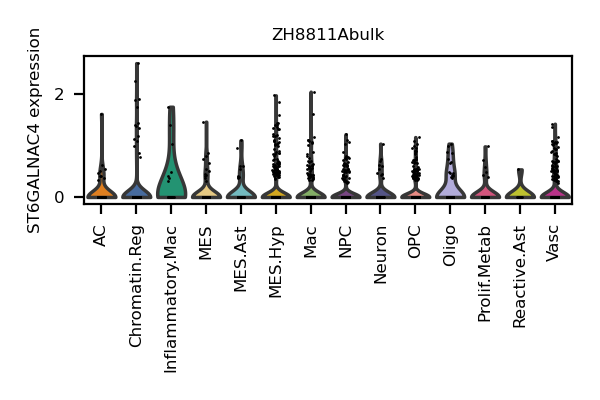 ZH8811Abulk
ST6GALNAC4 expression
2
0
AC
Chromatin.Reg
Inflammatory.Mac
MES
MES.Ast
MES.Hyp
Mac
NPC
Neuron
OPC
Oligo
Prolif.Metab
Reactive.Ast
Vasc